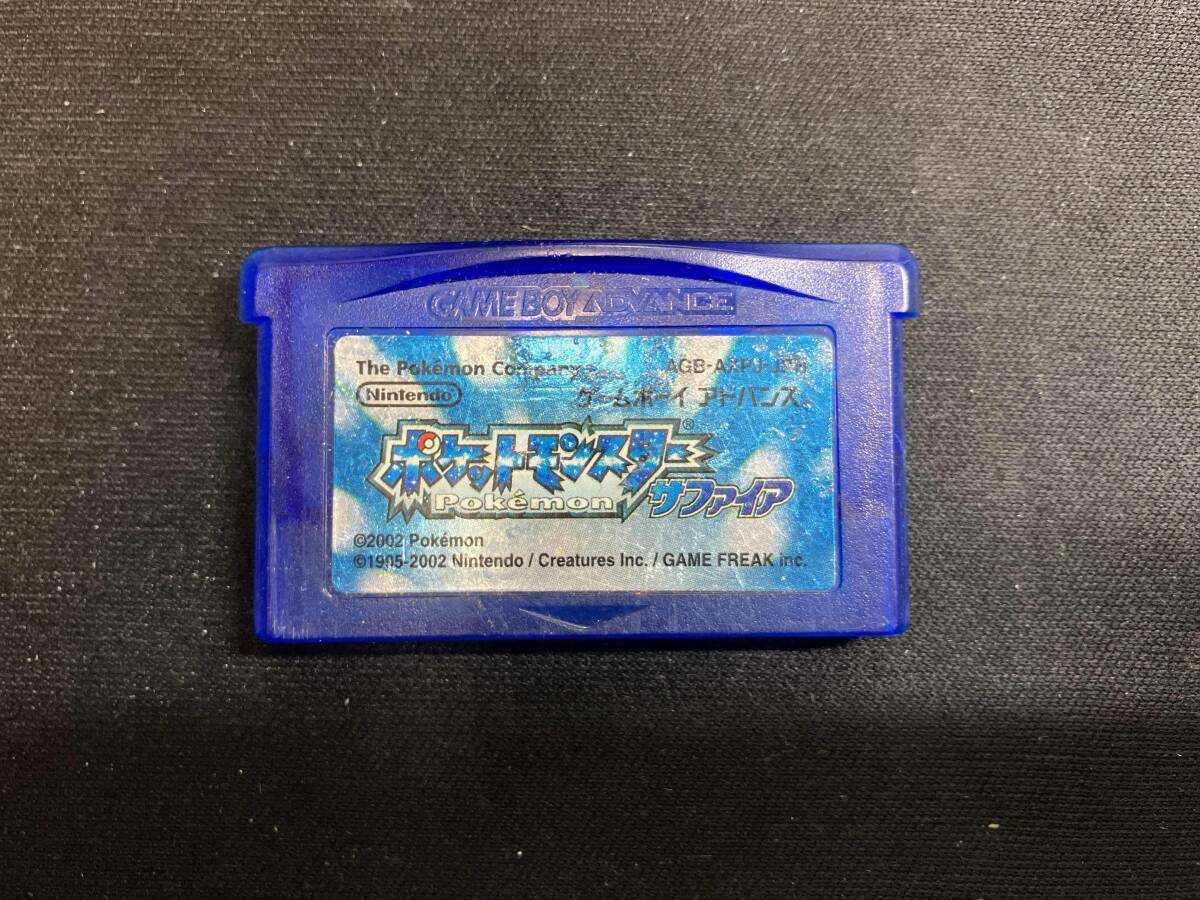 GAME BOY ADVANCE
The Pokémon Company AGB-AXPJ-JPN
Nintendo ゲームボーイ アドバンス®
ポケットモンスター®
Pokémon サファイア
©2002 Pokémon
©1995-2002 Nintendo / Creatures Inc. / GAME FREAK inc.